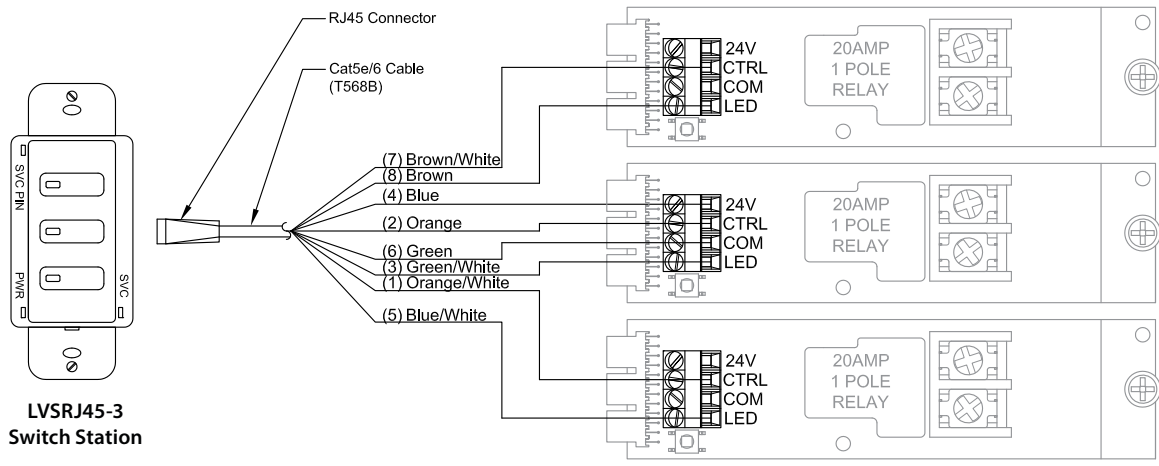 RJ45 Connector
Cat5e/6 Cable
(T568B)
SVC PIN
PWR
SVC
LVSRJ45-3
Switch Station
(7) Brown/White
(8) Brown
(4) Blue
(2) Orange
(6) Green
(3) Green/White
(1) Orange/White
(5) Blue/White
24V
CTRL
COM
LED
20AMP
1 POLE
RELAY
24V
CTRL
COM
LED
20AMP
1 POLE
RELAY
24V
CTRL
COM
LED
20AMP
1 POLE
RELAY